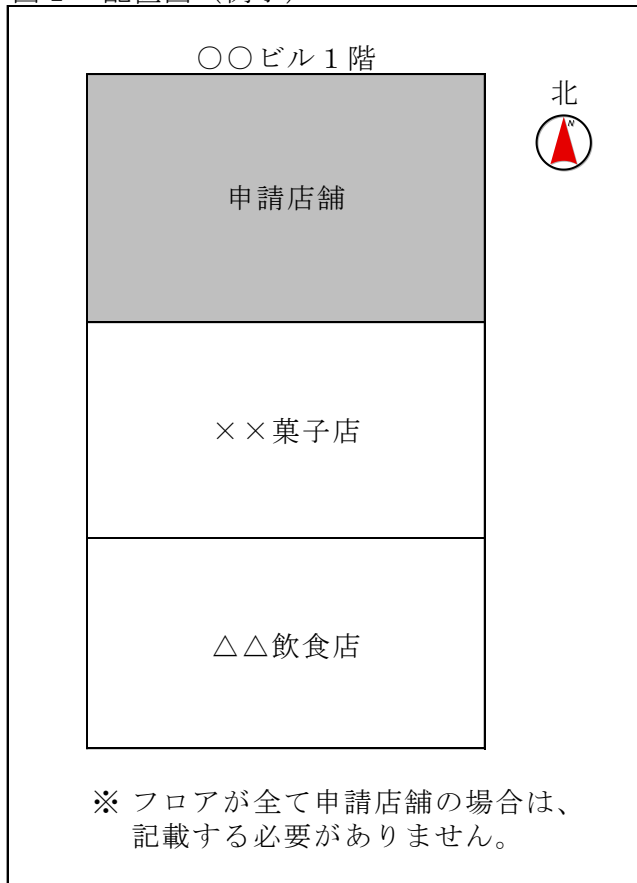 ○○ビル１階
北
N
申請店舗
××菓子店
△△飲食店
※ フロアが全て申請店舗の場合は、
記載する必要がありません。